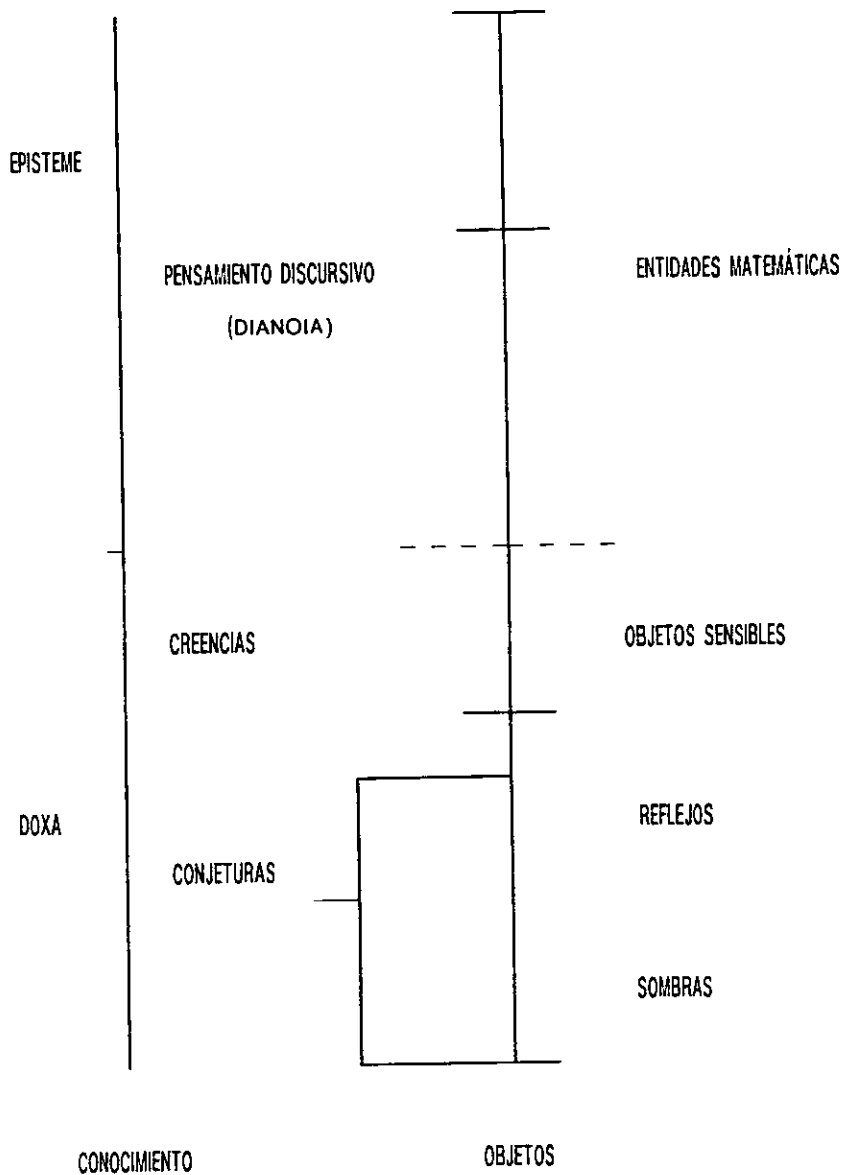 EPISTEME
PENSAMIENTO DISCURSIVO
(DIANOIA)
ENTIDADES MATEMÁTICAS
CREENCIAS
OBJETOS SENSIBLES
DOXA
REFLEJOS
CONJETURAS
SOMBRAS
CONOCIMIENTO
OBJETOS